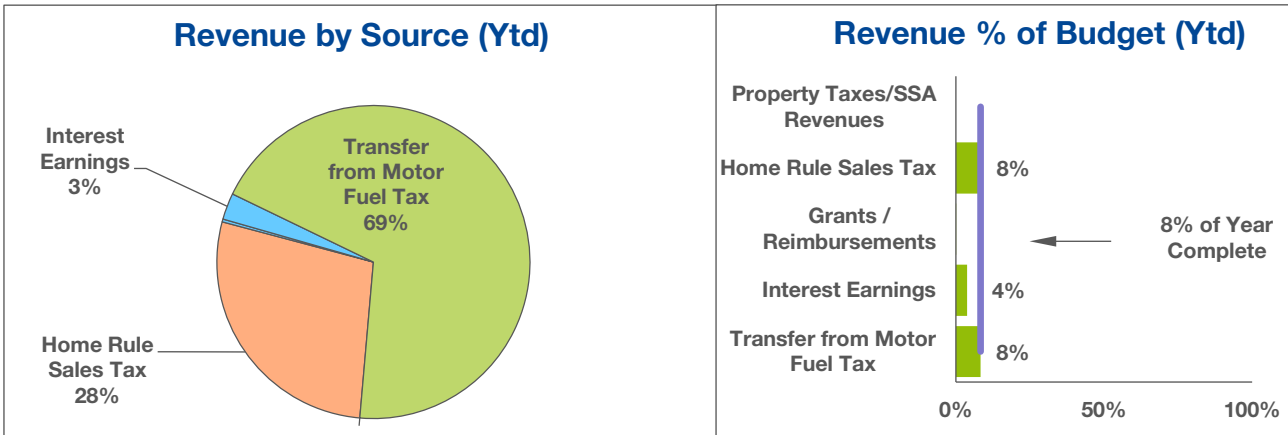 Revenue by Source (Ytd)
Interest
Earnings
3%
Transfer
from Motor
Fuel Tax
69%
Home Rule
Sales Tax
28%
Revenue % of Budget (Ytd)
Property Taxes/SSA
Revenues
Home Rule Sales Tax
8%
Grants /
Reimbursements
8% of Year
Complete
Interest Earnings
4%
Transfer from Motor
Fuel Tax
8%
0%
50%
100%